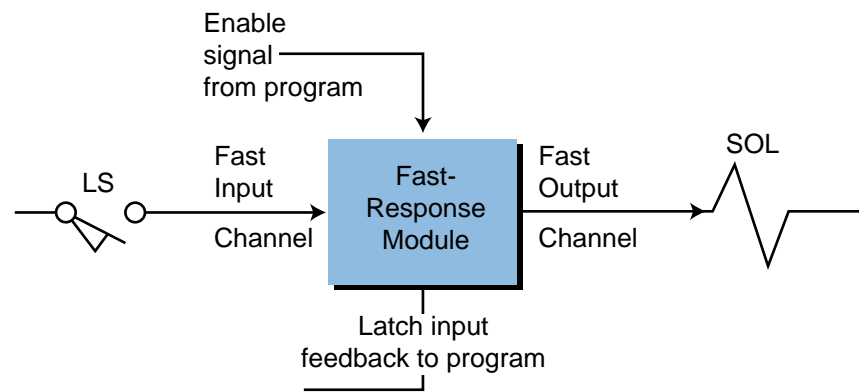 Enable
signal
from program
LS
Fast
Input
Channel
Fast-
Response
Module
Fast
Output
Channel
SOL
Latch input
feedback to program